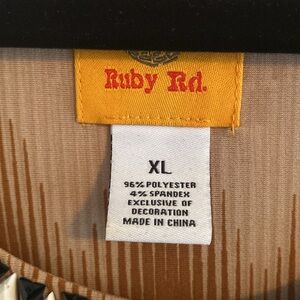 Ruby Rd.
XL
96% POLYESTER
4% SPANDEX
EXCLUSIVE OF
DECORATION
MADE IN CHINA